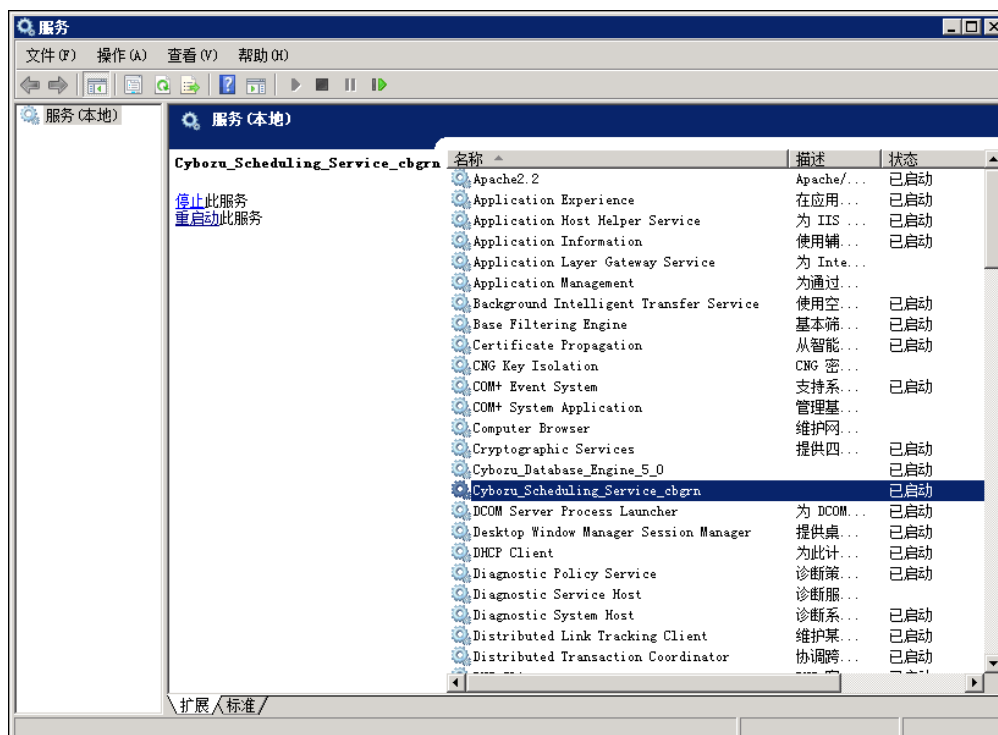 服务
文件(F) 操作(A) 查看(V) 帮助(H)
服务(本地)
服务(本地)
Cybozu_Scheduling_Service_cbgrn
停止此服务
重启动此服务
名称 描述 状态
Apache2.2 Apache/... 已启动
Application Experience 在应用... 已启动
Application Host Helper Service 为 IIS ... 已启动
Application Information 使用辅... 已启动
Application Layer Gateway Service 为 Inte...
Application Management 为通过...
Background Intelligent Transfer Service 使用空... 已启动
Base Filtering Engine 基本筛... 已启动
Certificate Propagation 从智能... 已启动
CNG Key Isolation CNG 密...
COM+ Event System 支持系... 已启动
COM+ System Application 管理基...
Computer Browser 维护网...
Cryptographic Services 提供四... 已启动
Cybozu_Database_Engine_5_0 已启动
Cybozu_Scheduling_Service_cbgrn 已启动
DCOM Server Process Launcher 为 DCOM... 已启动
Desktop Window Manager Session Manager 提供桌... 已启动
DHCP Client 为此计... 已启动
Diagnostic Policy Service 诊断策... 已启动
Diagnostic Service Host 诊断服...
Diagnostic System Host 诊断系... 已启动
Distributed Link Tracking Client 维护某... 已启动
Distributed Transaction Coordinator 协调跨... 已启动
扩展 标准